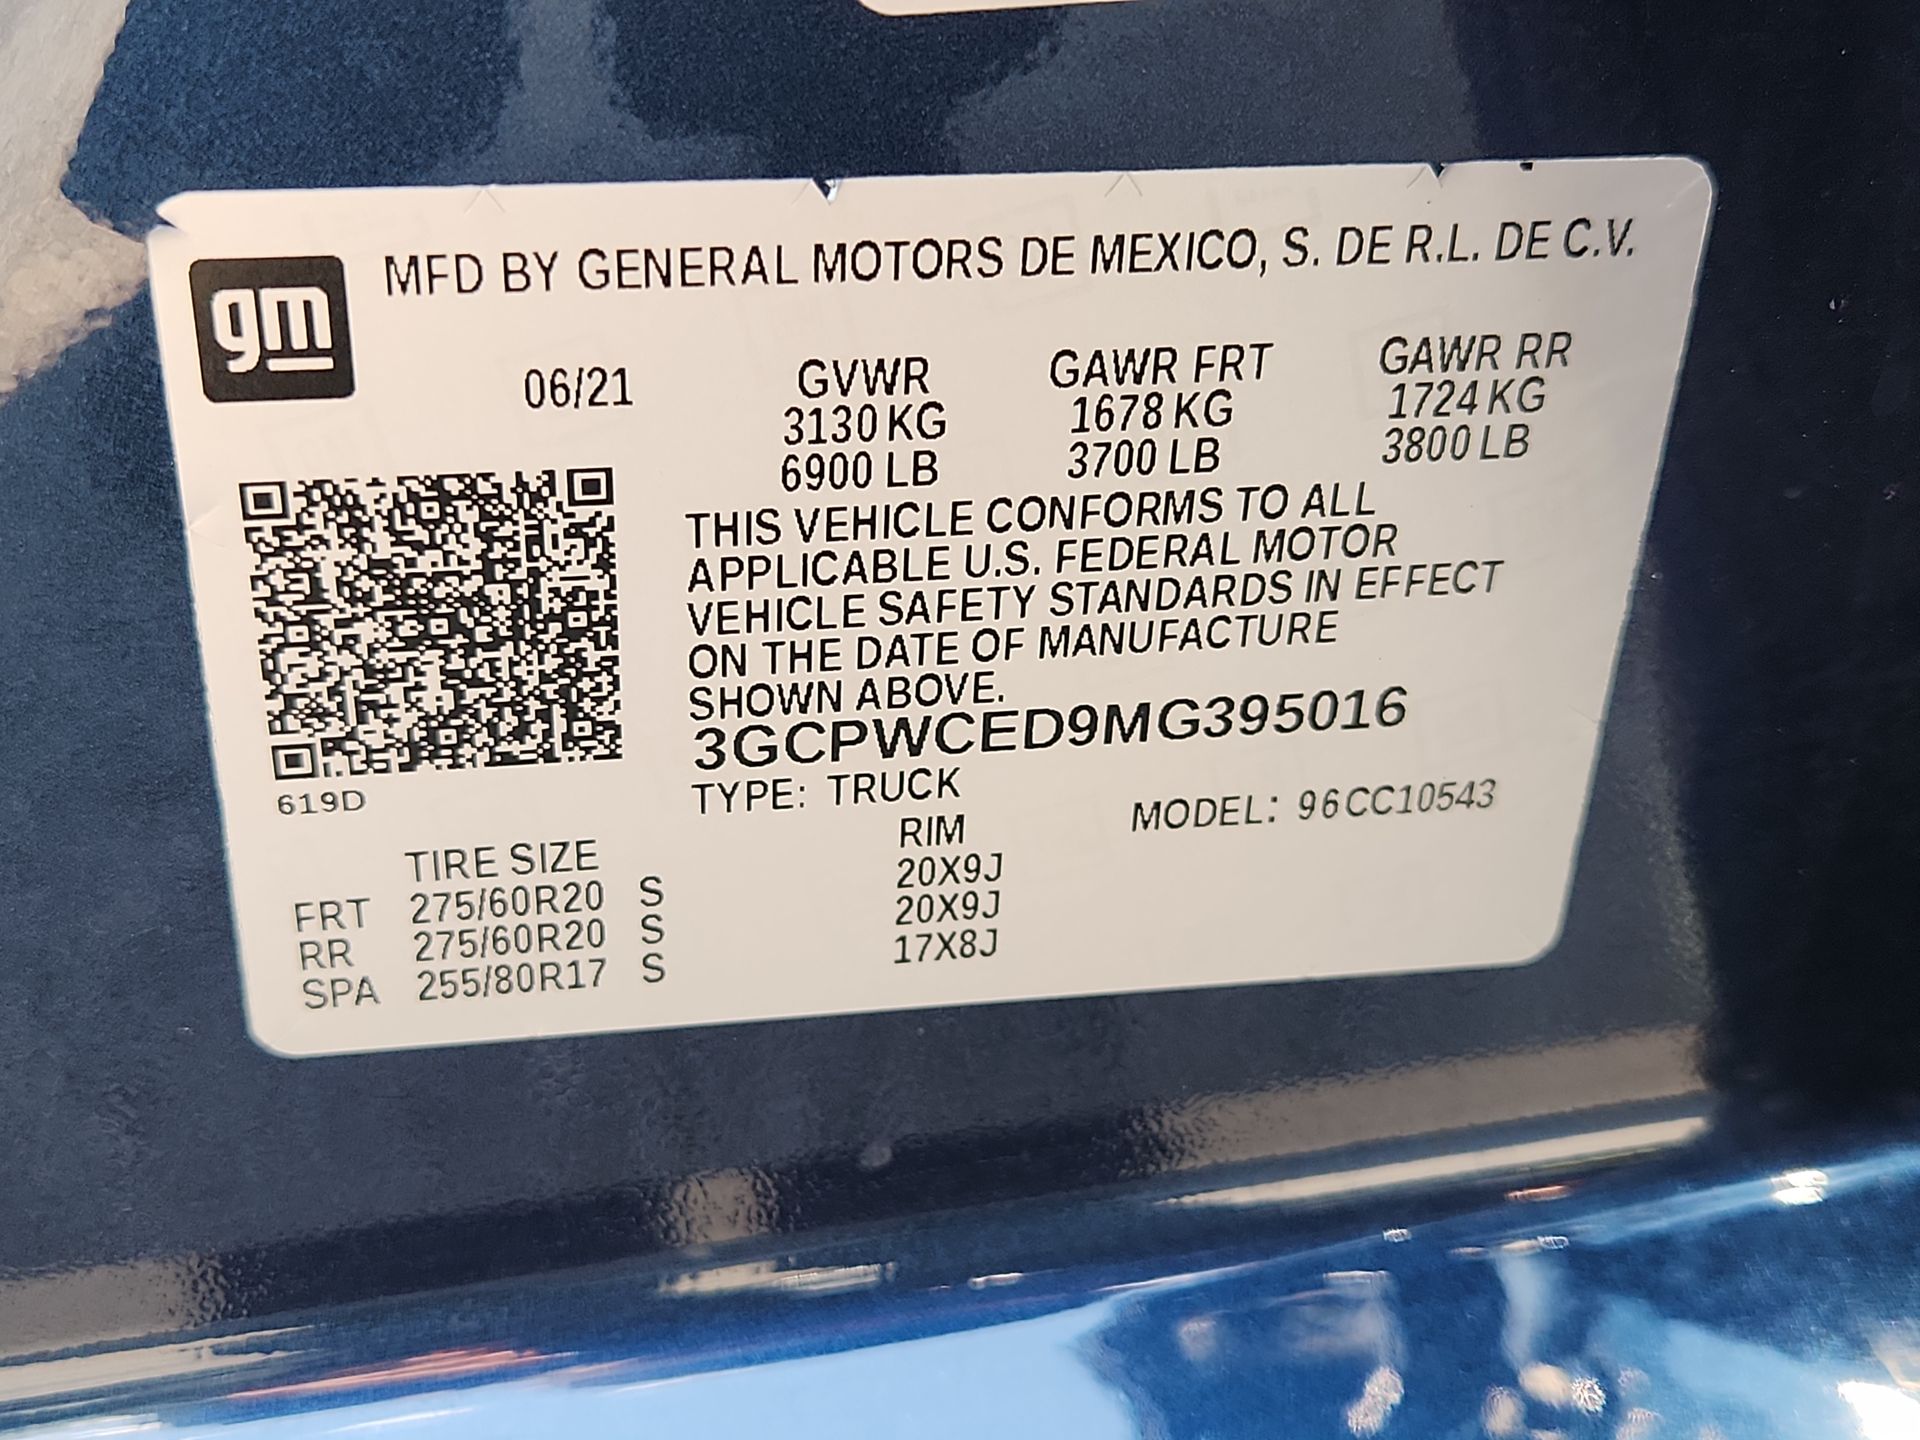 gm
MFD BY GENERAL MOTORS DE MEXICO, S. DE R.L. DE C.V.
06/21 GVWR GAWR FRT GAWR RR
3130 KG 1678 KG 1724 KG
6900 LB 3700 LB 3800 LB
THIS VEHICLE CONFORMS TO ALL
APPLICABLE U.S. FEDERAL MOTOR
VEHICLE SAFETY STANDARDS IN EFFECT
ON THE DATE OF MANUFACTURE
SHOWN ABOVE.
3GCPWCED9MG395016
619D
TYPE: TRUCK MODEL: 96CC10543
TIRE SIZE RIM
FRT 275/60R20 S 20X9J
RR 275/60R20 S 20X9J
SPA 255/80R17 S 17X8J